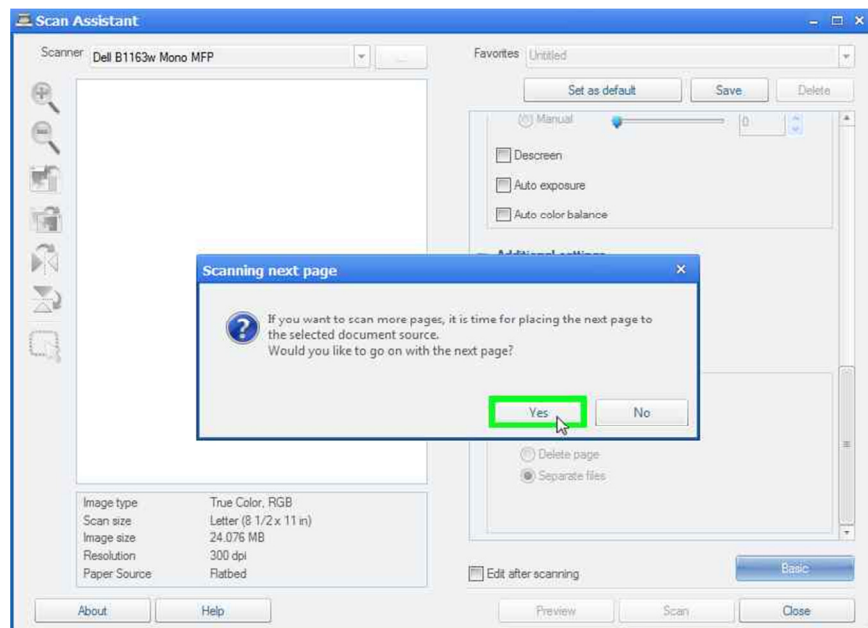 Scan Assistant
Scanner Dell B1163w Mono MFP
Favorites Untitled
Set as default Save Delete
Manual 0
Descreen
Auto exposure
Auto color balance
Additional settings
Scanning next page
If you want to scan more pages, it is time for placing the next page to
the selected document source.
Would you like to go on with the next page?
Yes No
Delete page
Separate files
Image type True Color, RGB
Scan size Letter (8 1/2 x 11 in)
Image size 24.076 MB
Resolution 300 dpi
Paper Source Flatbed
Edit after scanning Basic
About Help Preview Scan Close